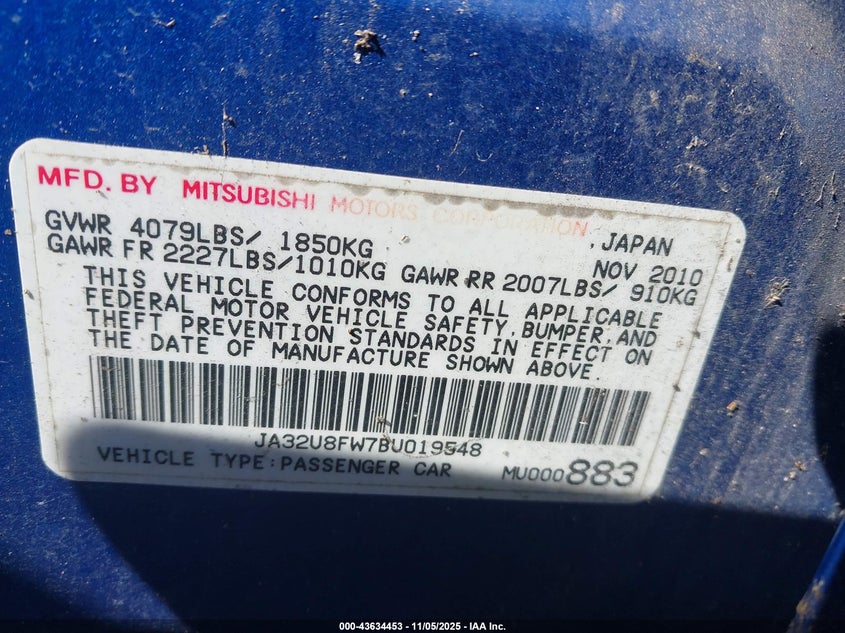 MFD. BY MITSUBISHI MOTORS CORPORATION, JAPAN
GVWR 4079LBS/ 1850KG NOV 2010
GAWR FR 2227LBS/1010KG GAWR RR 2007LBS/ 910KG
THIS VEHICLE CONFORMS TO ALL APPLICABLE
FEDERAL MOTOR VEHICLE SAFETY, BUMPER, AND
THEFT PREVENTION STANDARDS IN EFFECT ON
THE DATE OF MANUFACTURE SHOWN ABOVE.
JA32U8FW7BU019548
VEHICLE TYPE:PASSENGER CAR MU000883
000-43634453 - 11/05/2025 - IAA Inc.